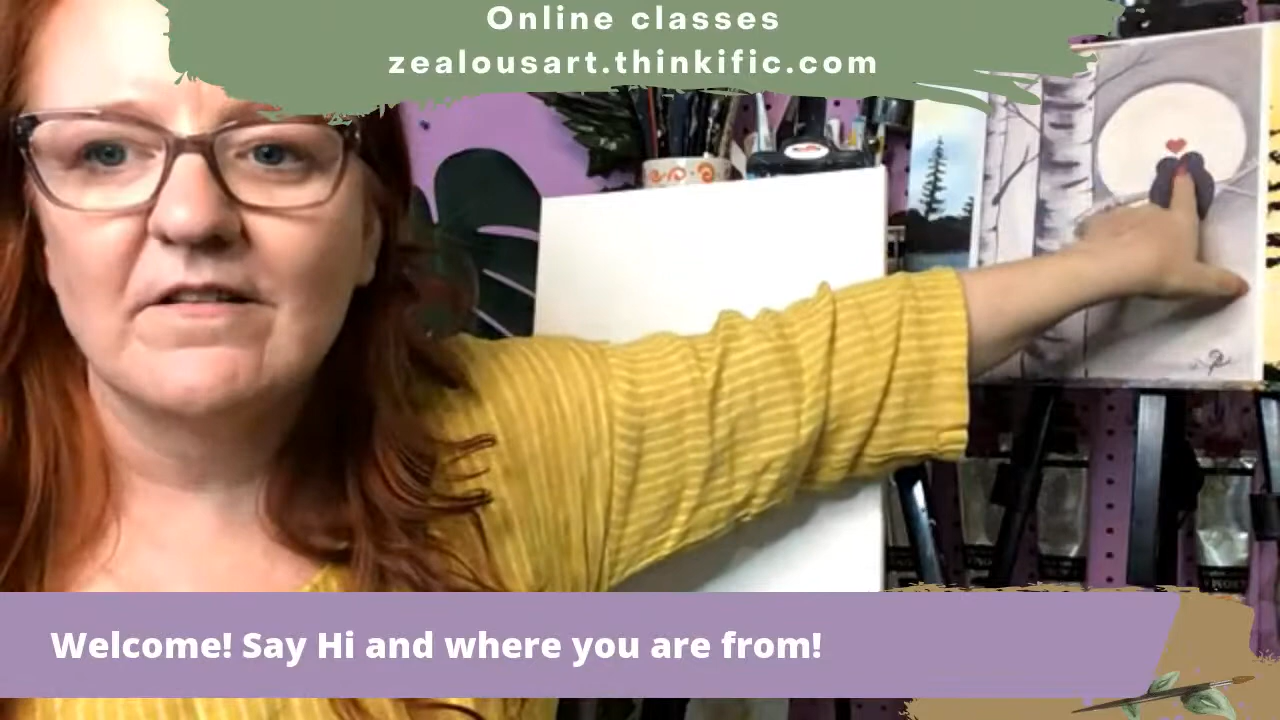 Online classes
zealousart.thinkific.com
Welcome! Say Hi and where you are from!